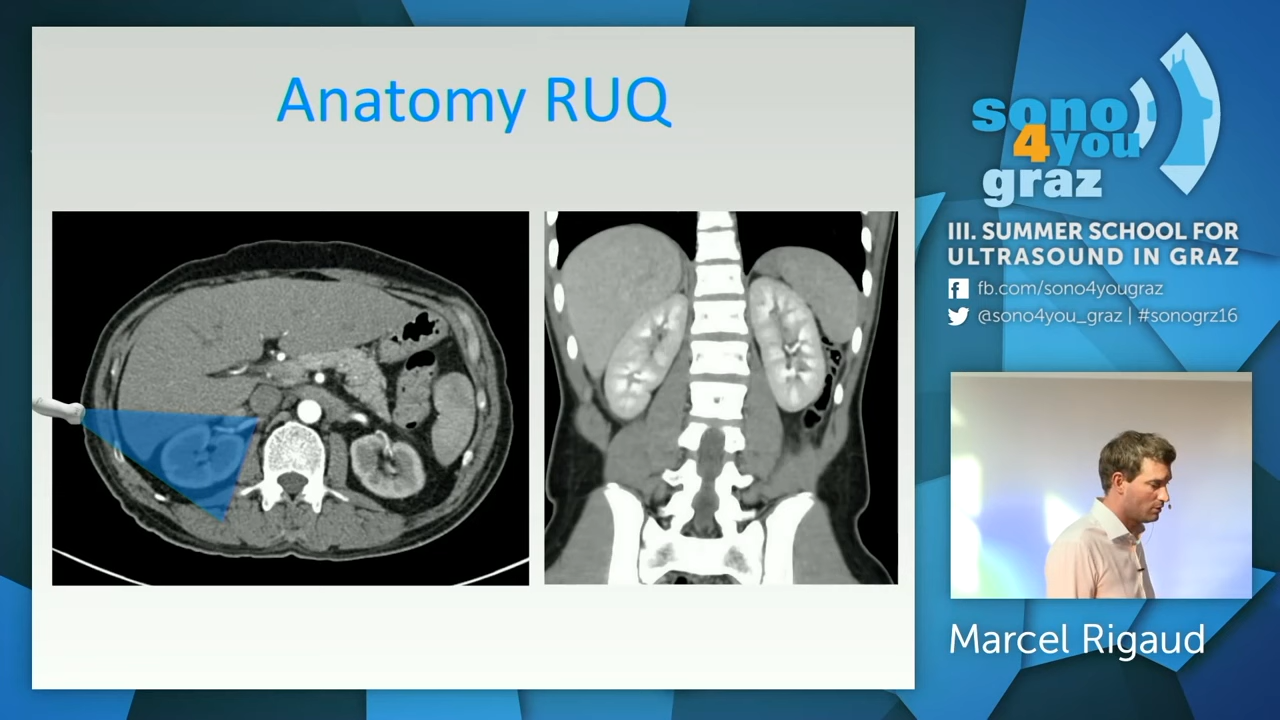 Anatomy RUQ
sono
4you
graz
III. SUMMER SCHOOL FOR
ULTRASOUND IN GRAZ
fb.com/sono4yougraz
@sono4you_graz | #sonogrz16
Marcel Rigaud